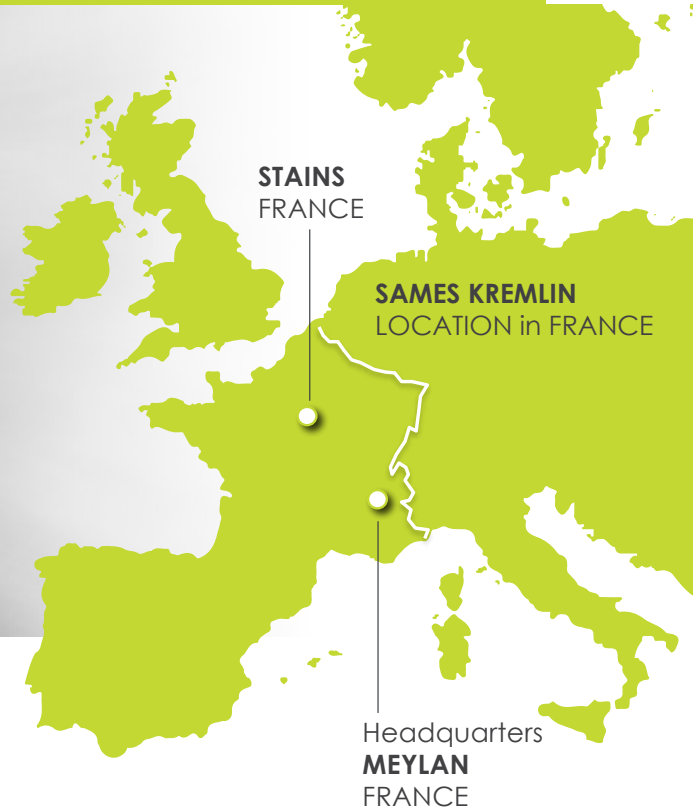 STAINS
FRANCE
SAMES KREMLIN
LOCATION in FRANCE
Headquarters
MEYLAN
FRANCE